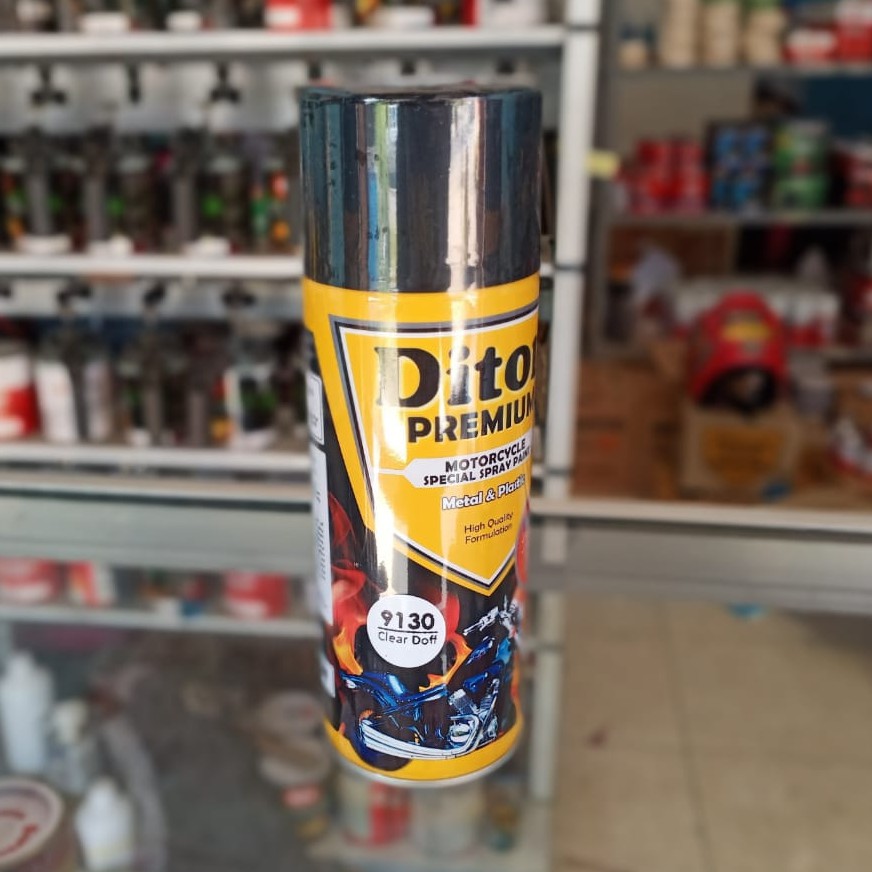 Diton
PREMIUM
MOTORCYCLE
SPECIAL SPRAY PAINT
Metal & Plastic
High Quality
Formulation
9130
Clear Doff